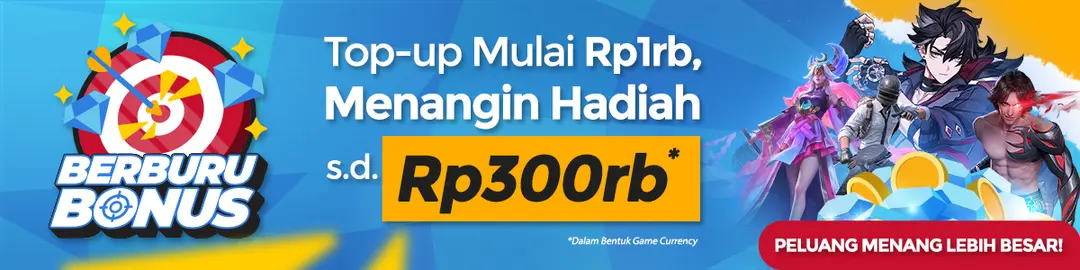 BERBURU
BONUS
Top-up Mulai Rp1rb,
Menangin Hadiah
s.d. Rp300rb*
*Dalam Bentuk Game Currency
PELUANG MENANG LEBIH BESAR!